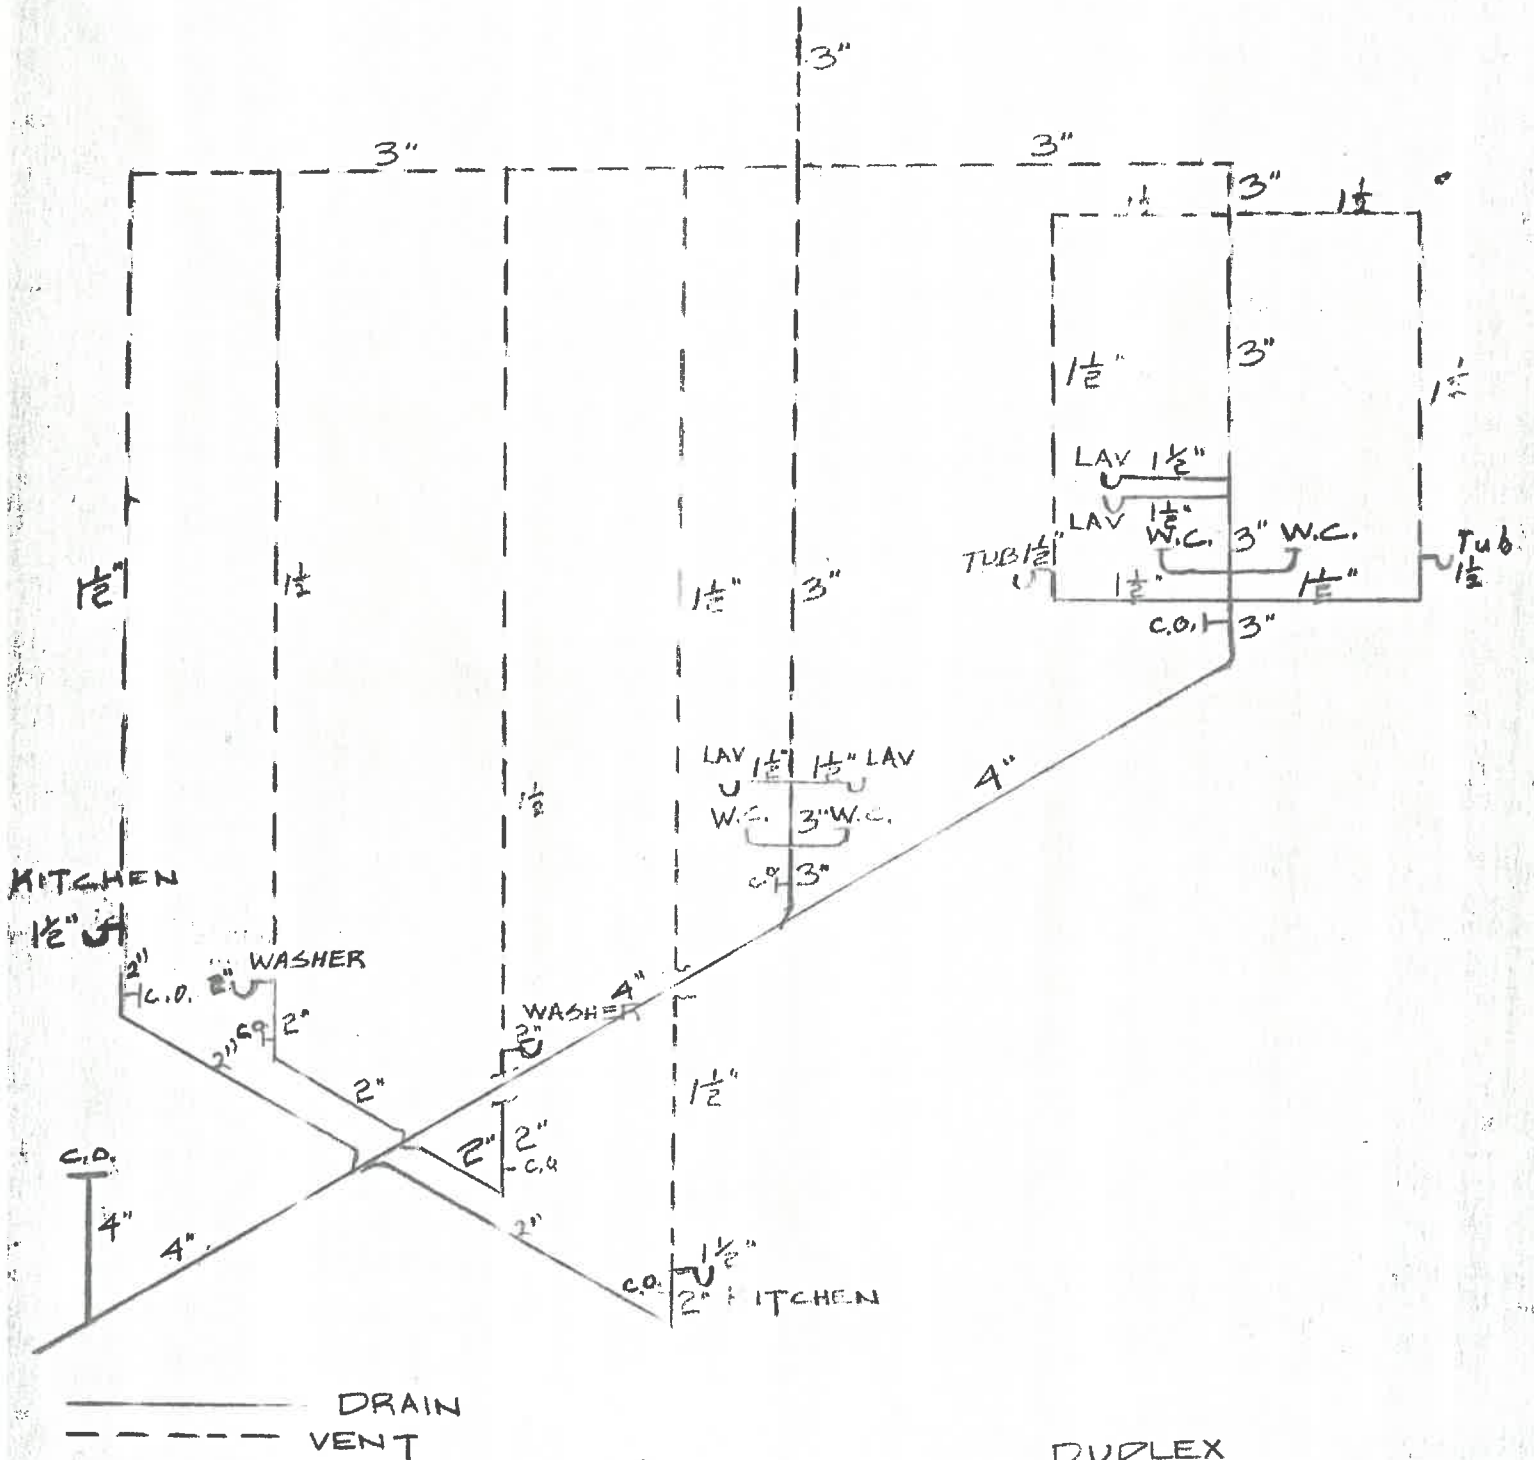 3"
3"
3"
3"
1½
1½
1½"
3"
1½
LAV 1½"
LAV 1½"
W.C. 3" W.C.
TUB 1½"
Tub
1½
1½"
1½"
C.O. 3"
1½"
1½
1½"
3"
LAV 1½" 1½" LAV
W.C. 3" W.C.
C.O. 3"
4"
1½
KITCHEN
1½"
2"
C.O.
WASHER
2"
C.O. 2"
2"
2"
4"
WASHER
2"
1½"
2"
2"
C.O.
C.O.
4"
4"
2"
1½"
C.O.
2" KITCHEN
DRAIN
VENT
DUPLEX